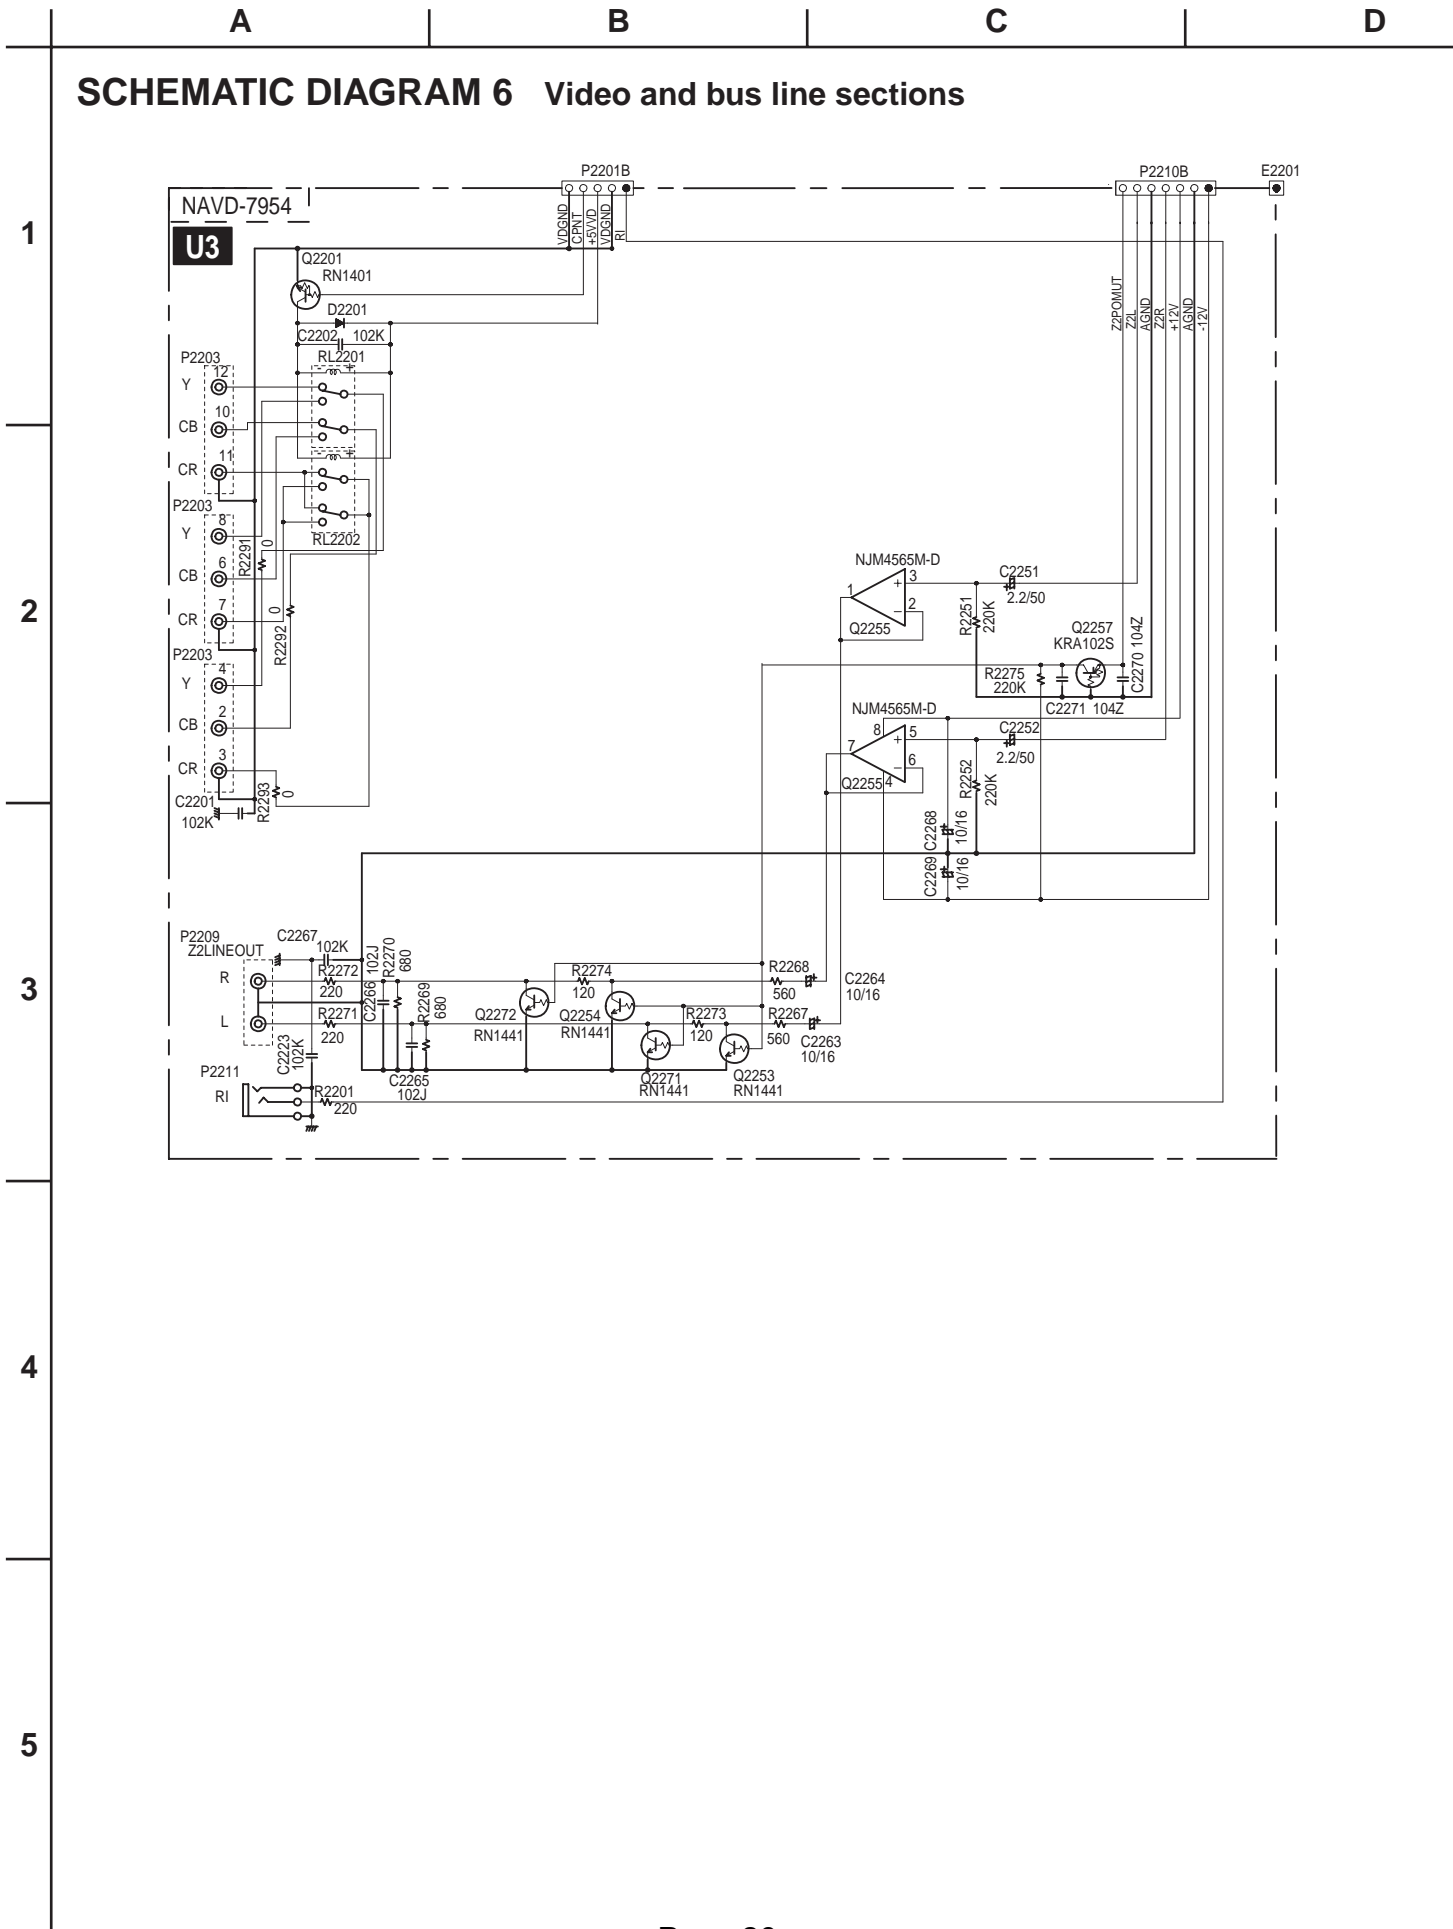 A
B
C
D
SCHEMATIC DIAGRAM 6 Video and bus line sections
1
2
3
4
5
NAVD-7954
U3
P2201B
VDGND
CPNT
+5VVD
VDGND
RI
P2210B
E2201
Z2POMUT
Z2L
AGND
Z2R
+12V
AGND
-12V
Q2201
RN1401
D2201
C2202 102K
RL2201
- +
- +
RL2202
P2203
Y 12
CB 10
CR 11
P2203
Y 8
CB 6
CR 7
R2291 0
R2292 0
P2203
Y 4
CB 2
CR 3
R2293 0
C2201
102K
NJM4565M-D
1
3
+
2
−
Q2255
C2251
2.2/50
R2251
220K
Q2257
KRA102S
C2270 104Z
R2275
220K
C2271 104Z
NJM4565M-D
7
8
+ 5
− 6
Q2255 4
C2252
2.2/50
R2252
220K
C2268
10/16
C2269
10/16
P2209
Z2LINEOUT
R
L
C2267
102K
R2272
220
R2271
220
C2223
102K
C2266
102J
R2270
680
R2269
680
C2265
102J
Q2272
RN1441
R2274
120
Q2254
RN1441
Q2271
RN1441
R2273
120
Q2253
RN1441
R2268
560
R2267
560
C2264
10/16
C2263
10/16
P2211
RI
R2201
220